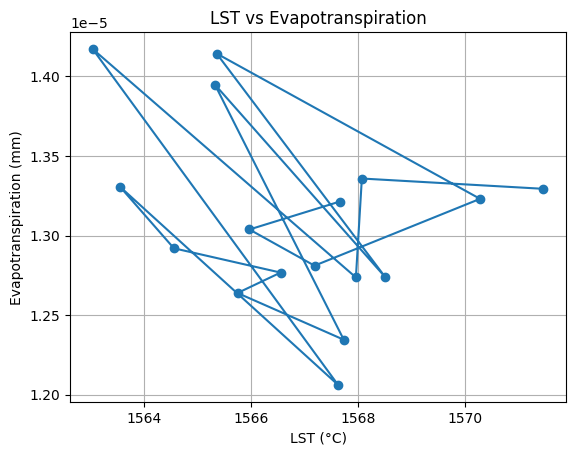 LST vs Evapotranspiration
1e−5
1.40
1.35
1.30
1.25
1.20
Evapotranspiration (mm)
1564
1566
1568
1570
LST (°C)